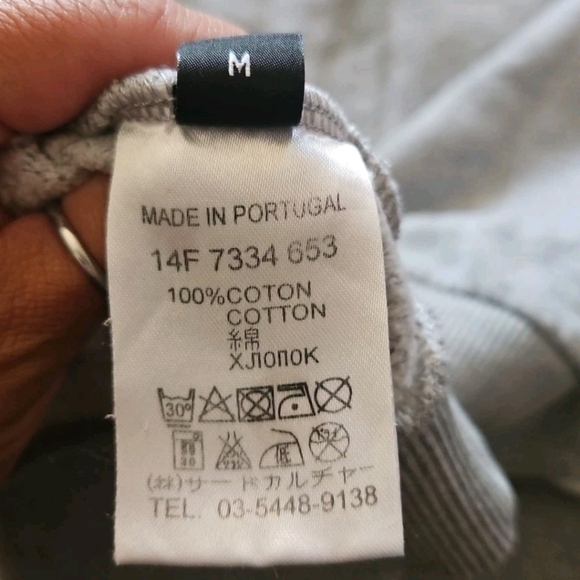 M
MADE IN PORTUGAL
14F 7334 653
100%COTON
COTTON
綿
ХЛОПОК
30°
低
(株)サードカルチャー
TEL. 03-5448-9138